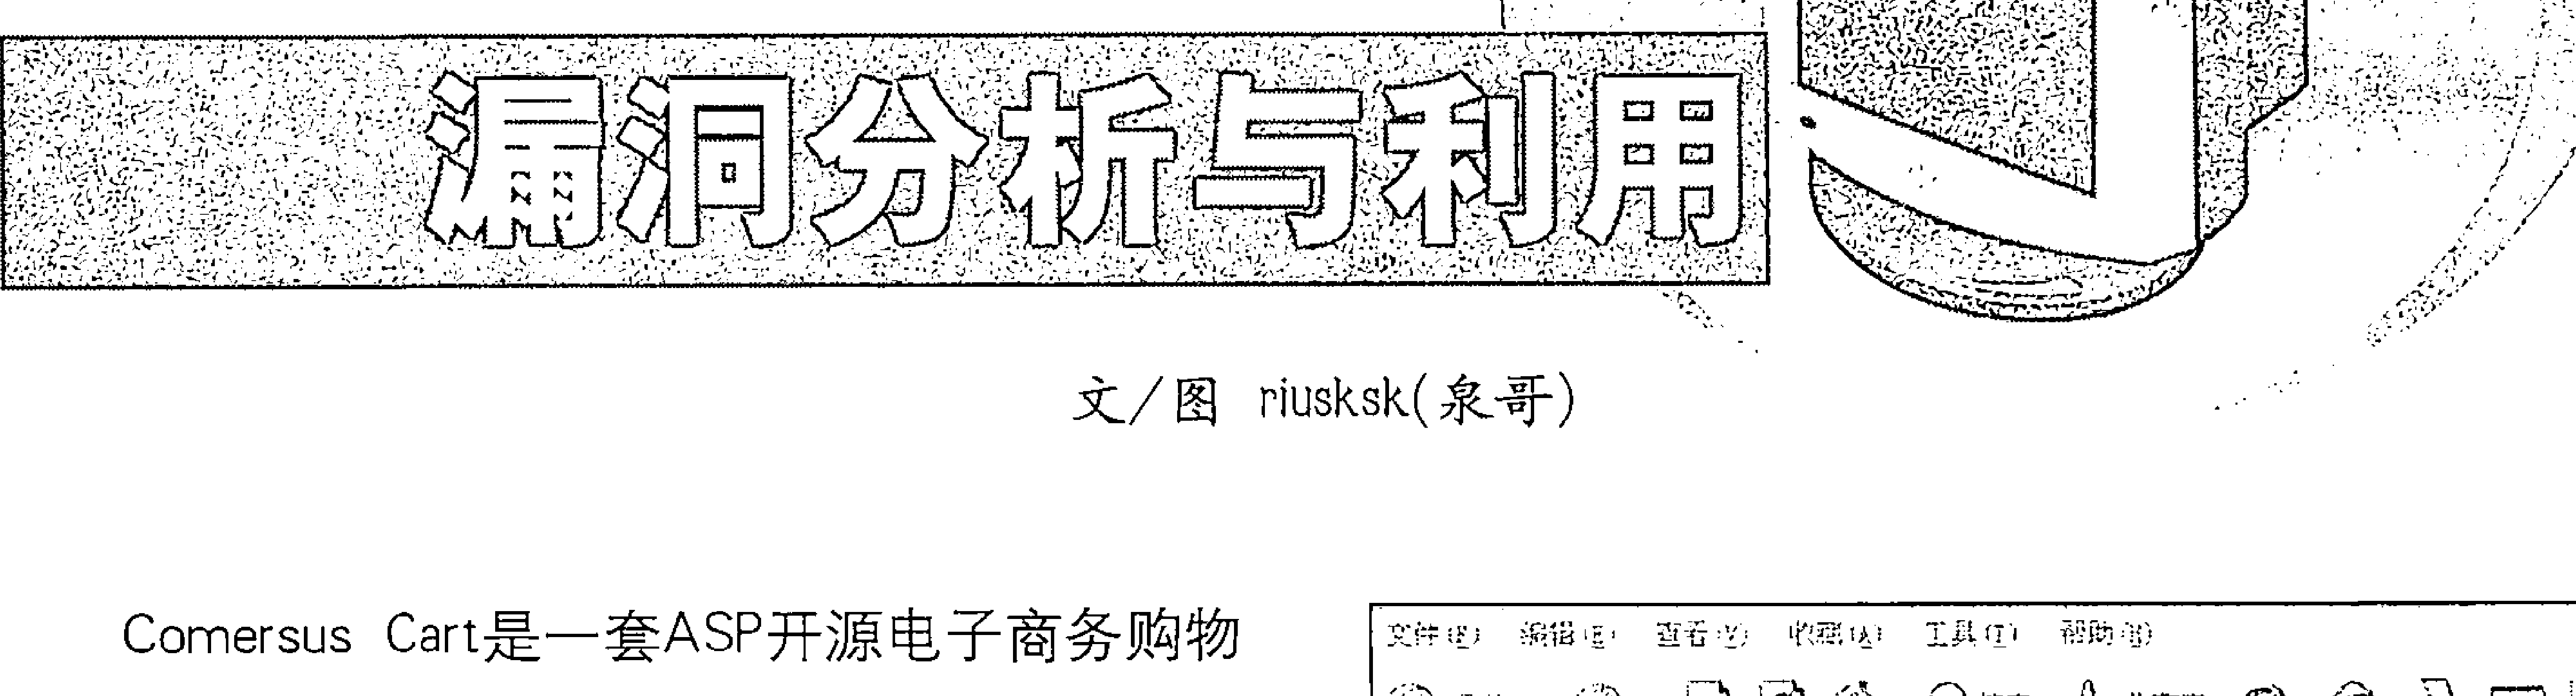 漏洞分析与利用
文/图 riusksk(泉哥)
Comersus Cart是一套ASP开源电子商务购物
文件(F) 编辑(E) 查看(V) 收藏(A) 工具(T) 帮助(H)